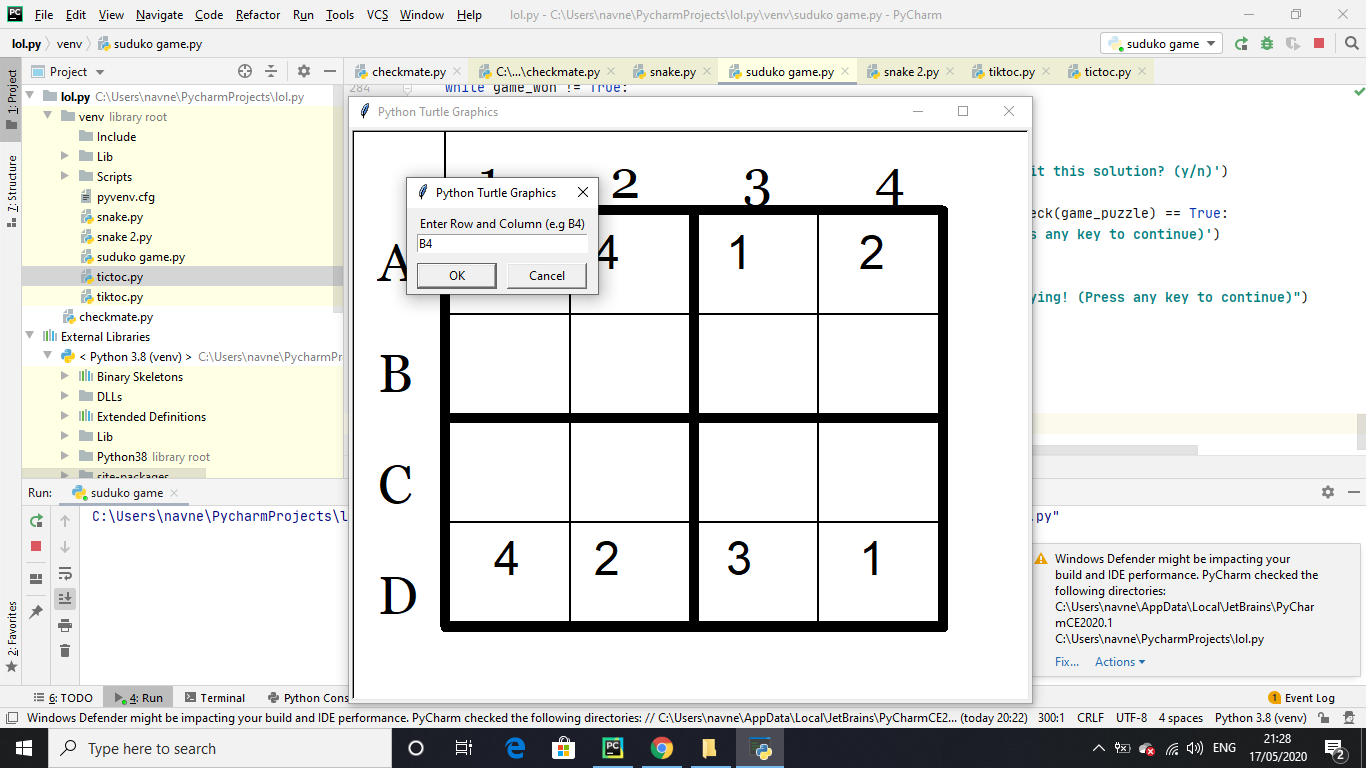 File Edit View Navigate Code Refactor Run Tools VCS Window Help lol.py - C:\Users\navne\PycharmProjects\lol.py\venv\suduko game.py - PyCharm
lol.py venv suduko game.py suduko game
Project checkmate.py C:\...\checkmate.py snake.py suduko game.py snake 2.py tiktoc.py tictoc.py
1: Project
7: Structure
2: Favorites
lol.py C:\Users\navne\PycharmProjects\lol.py
venv library root
Include
Lib
Scripts
pyvenv.cfg
snake.py
snake 2.py
suduko game.py
tictoc.py
tiktoc.py
checkmate.py
External Libraries
< Python 3.8 (venv) > C:\Users\navne\PycharmPr
Binary Skeletons
DLLs
Extended Definitions
Lib
Python38 library root
site-packages
284 while game_won != True:
it this solution? (y/n)')
eck(game_puzzle) == True:
s any key to continue)')
ying! (Press any key to continue)")
Python Turtle Graphics
1 2 3 4
A 4 1 2
B
C
D 4 2 3 1
Python Turtle Graphics
Enter Row and Column (e.g B4)
B4
OK Cancel
Run: suduko game
C:\Users\navne\PycharmProjects\l
.py"
Windows Defender might be impacting your
build and IDE performance. PyCharm checked the
following directories:
C:\Users\navne\AppData\Local\JetBrains\PyChar
mCE2020.1
C:\Users\navne\PycharmProjects\lol.py
Fix... Actions
6: TODO 4: Run Terminal Python Cons 1 Event Log
Windows Defender might be impacting your build and IDE performance. PyCharm checked the following directories: // C:\Users\navne\AppData\Local\JetBrains\PyCharmCE2... (today 20:22) 300:1 CRLF UTF-8 4 spaces Python 3.8 (venv)
Type here to search ENG 21:28
17/05/2020 2